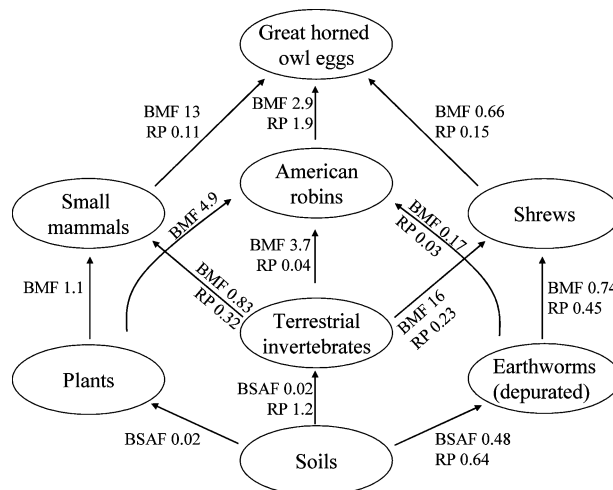 Great horned
owl eggs
BMF 13
RP 0.11
BMF 2.9
RP 1.9
BMF 0.66
RP 0.15
American
robins
Small
mammals
Shrews
BMF 4.9
BMF 0.17
RP 0.03
BMF 3.7
RP 0.04
BMF 1.1
BMF 0.83
RP 0.32
BMF 16
RP 0.23
BMF 0.74
RP 0.45
Terrestrial
invertebrates
Plants
Earthworms
(depurated)
BSAF 0.02
RP 1.2
BSAF 0.02
BSAF 0.48
RP 0.64
Soils